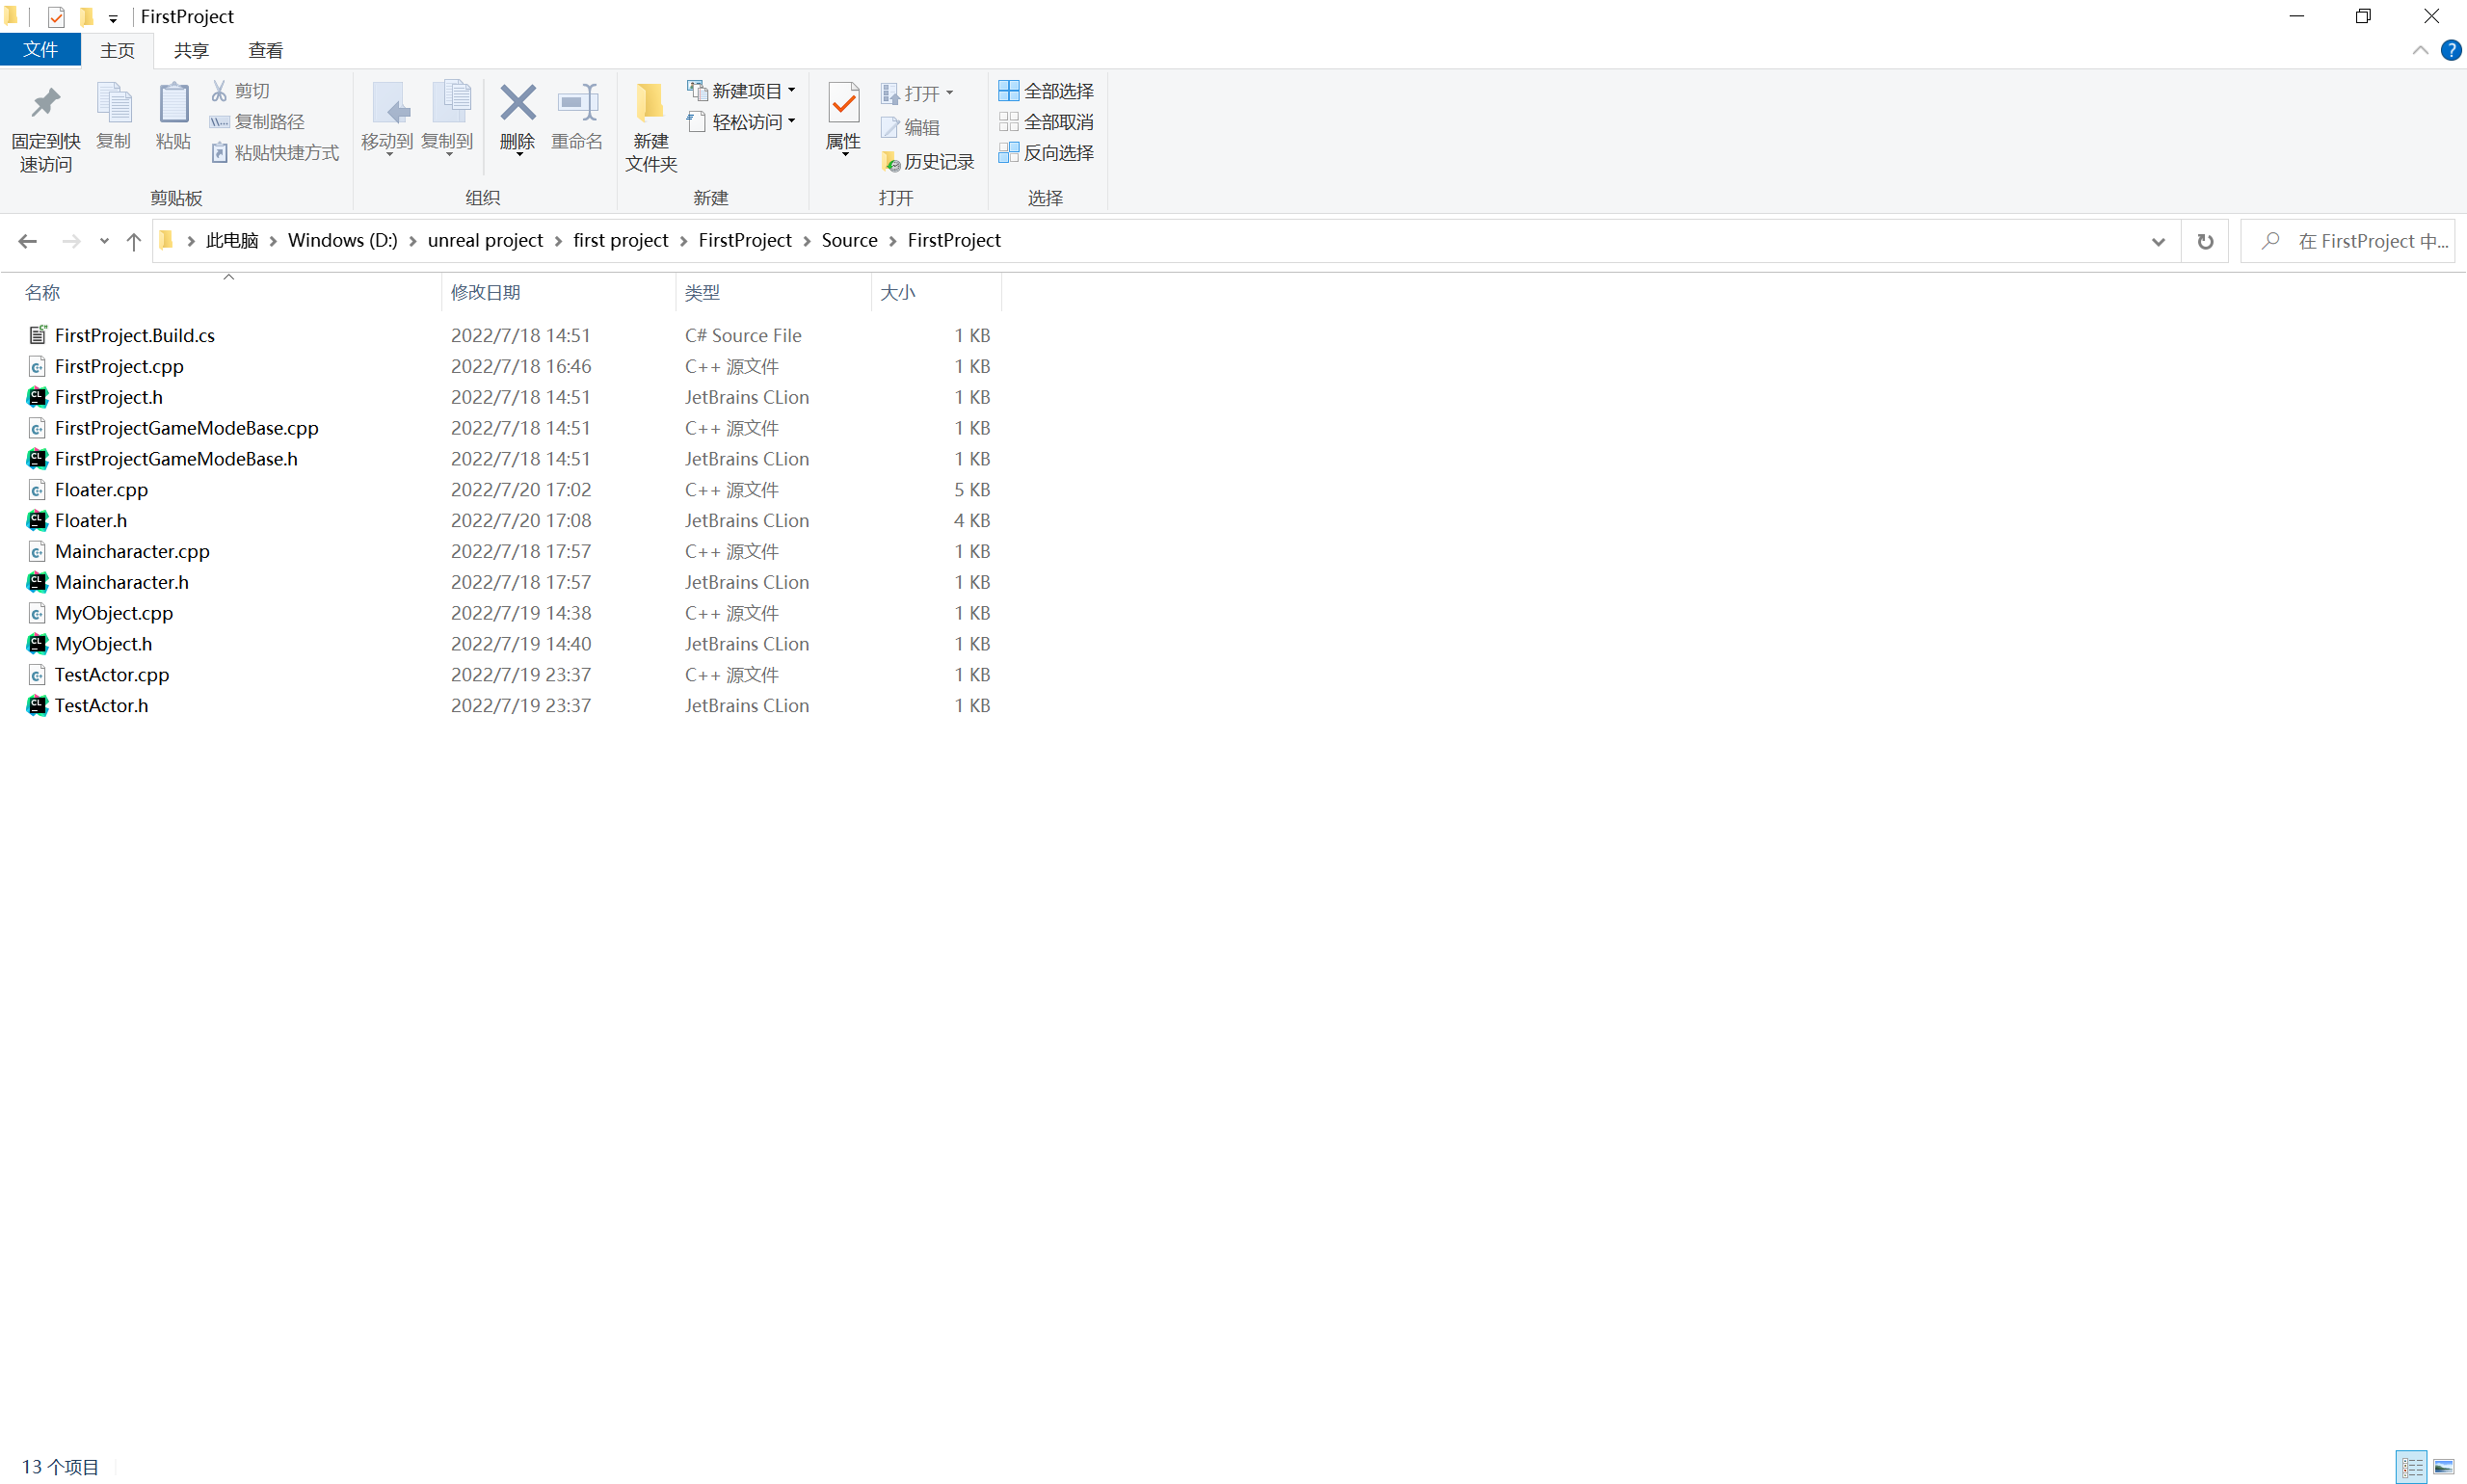 FirstProject
文件 主页 共享 查看
固定到快速访问 复制 粘贴 剪切 复制路径 粘贴快捷方式 移动到 复制到 删除 重命名 新建文件夹 新建项目 轻松访问 属性 打开 编辑 历史记录 全部选择 全部取消 反向选择
剪贴板 组织 新建 打开 选择
此电脑 Windows (D:) unreal project first project FirstProject Source FirstProject 在 FirstProject 中...
名称 修改日期 类型 大小
FirstProject.Build.cs 2022/7/18 14:51 C# Source File 1 KB
FirstProject.cpp 2022/7/18 16:46 C++ 源文件 1 KB
FirstProject.h 2022/7/18 14:51 JetBrains CLion 1 KB
FirstProjectGameModeBase.cpp 2022/7/18 14:51 C++ 源文件 1 KB
FirstProjectGameModeBase.h 2022/7/18 14:51 JetBrains CLion 1 KB
Floater.cpp 2022/7/20 17:02 C++ 源文件 5 KB
Floater.h 2022/7/20 17:08 JetBrains CLion 4 KB
Maincharacter.cpp 2022/7/18 17:57 C++ 源文件 1 KB
Maincharacter.h 2022/7/18 17:57 JetBrains CLion 1 KB
MyObject.cpp 2022/7/19 14:38 C++ 源文件 1 KB
MyObject.h 2022/7/19 14:40 JetBrains CLion 1 KB
TestActor.cpp 2022/7/19 23:37 C++ 源文件 1 KB
TestActor.h 2022/7/19 23:37 JetBrains CLion 1 KB
13 个项目